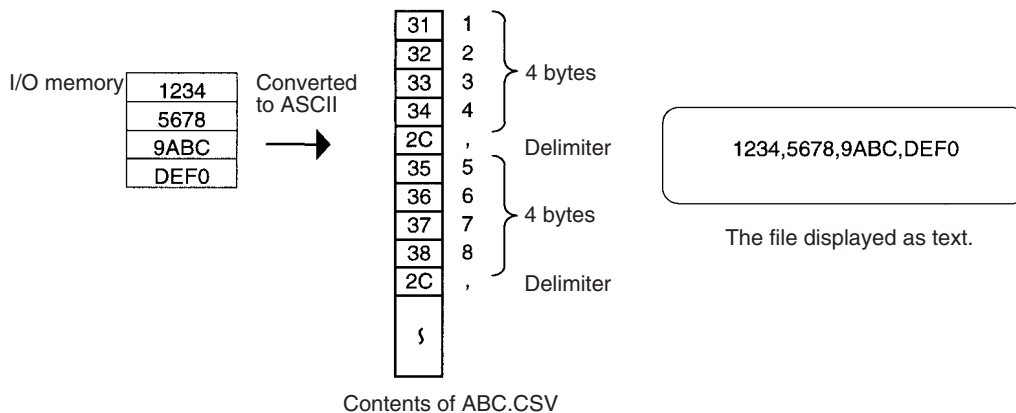 I/O memory
1234
5678
9ABC
DEF0
Converted
to ASCII
31 1
32 2
33 3
34 4
4 bytes
2C , Delimiter
35 5
36 6
37 7
38 8
4 bytes
2C , Delimiter
Contents of ABC.CSV
1234,5678,9ABC,DEF0
The file displayed as text.